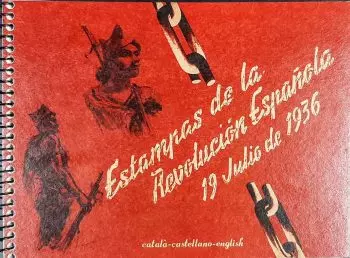 Estampas de la
Revolución Española
19 Julio de 1936
català-castellano-english